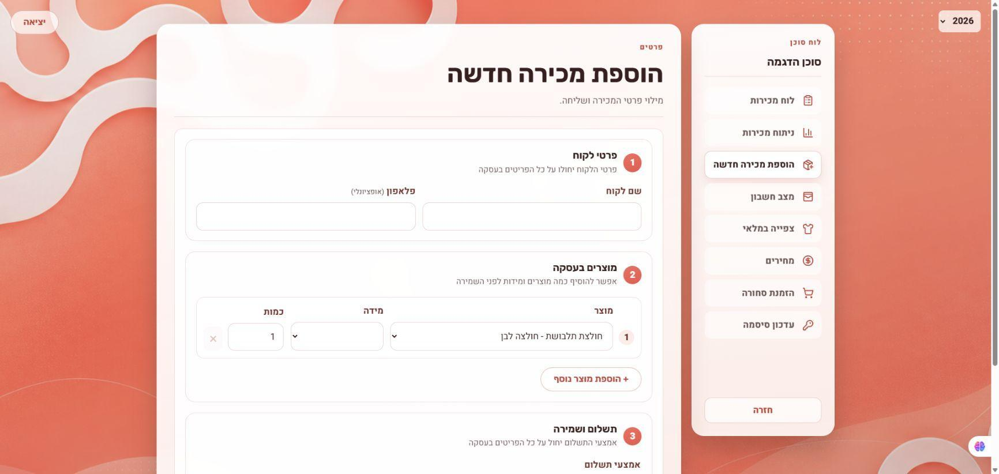 2026
יציאה
לוח סוכן
סוכן הדגמה
לוח מכירות
ניתוח מכירות
הוספת מכירה חדשה
מצב חשבון
צפייה במלאי
מחירים
הזמנת סחורה
עדכון סיסמה
חזרה
פרטים
הוספת מכירה חדשה
מילוי פרטי המכירה ושליחה.
1
פרטי לקוח
פרטי הלקוח יחולו על כל הפריטים בעסקה
שם לקוח
פלאפון (אופציונלי)
2
מוצרים בעסקה
אפשר להוסיף כמה מוצרים ומידות לפני השמירה
מוצר
מידה
כמות
1
חולצת תלבושת - חולצה לבן
1
+ הוספת מוצר נוסף
3
תשלום ושמירה
אמצעי התשלום יחול על כל הפריטים בעסקה
אמצעי תשלום